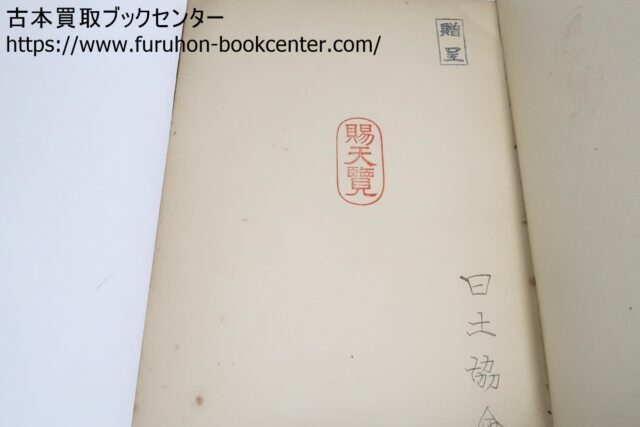 古本買取ブックセンター
https://www.furuhon-bookcenter.com/
贈呈
賜天覧
日土協会